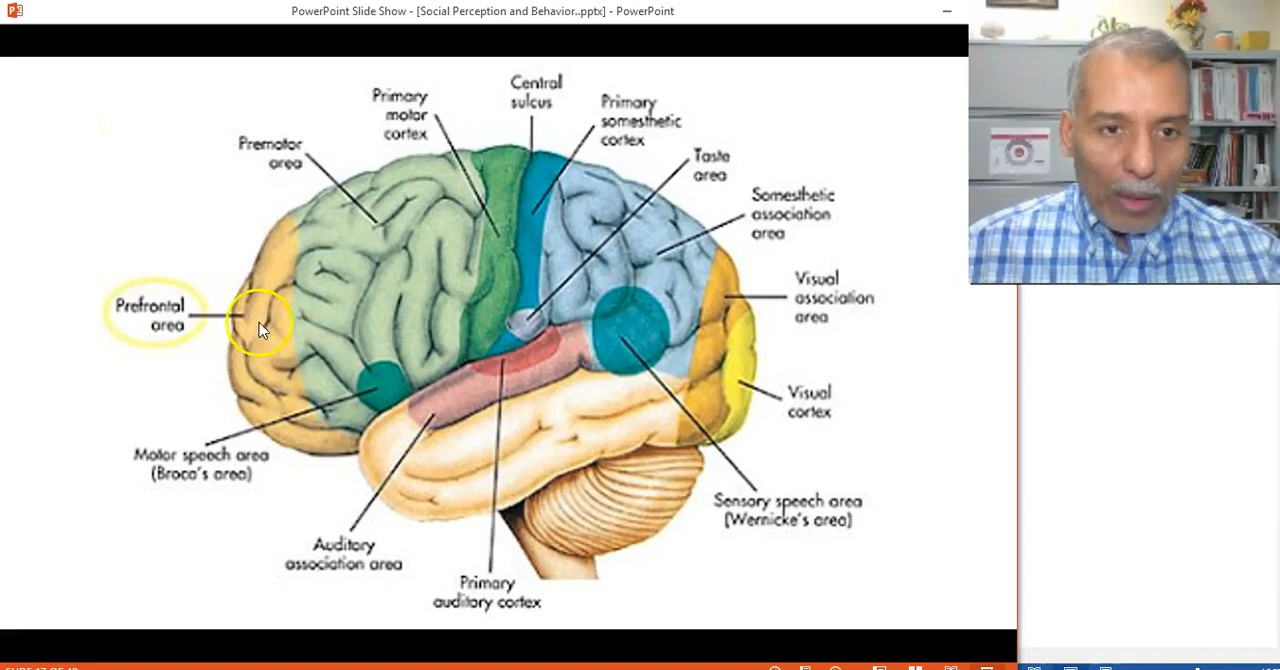 PowerPoint Slide Show - [Social Perception and Behavior..pptx] - PowerPoint
Central
sulcus
Primary
motor
cortex
Primary
somesthetic
cortex
Premotor
area
Taste
area
Somesthetic
association
area
Prefrontal
area
Visual
association
area
Visual
cortex
Motor speech area
(Broca's area)
Sensory speech area
(Wernicke's area)
Auditory
association area
Primary
auditory cortex